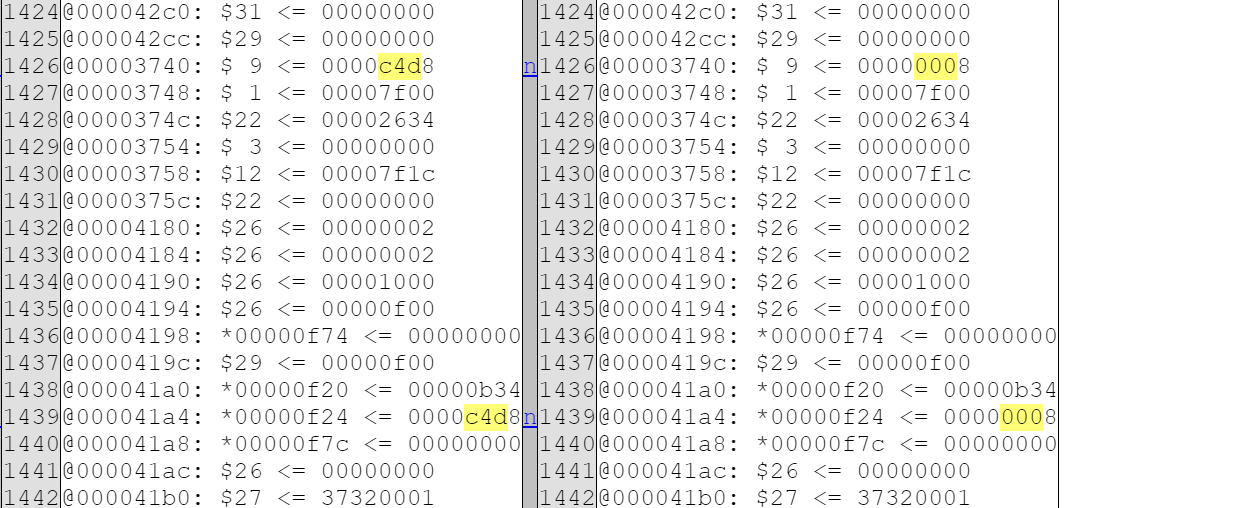 1424@000042c0: $31 <= 00000000 1424@000042c0: $31 <= 00000000
1425@000042cc: $29 <= 00000000 1425@000042cc: $29 <= 00000000
1426@00003740: $ 9 <= 0000c4d8 n1426@00003740: $ 9 <= 00000008
1427@00003748: $ 1 <= 00007f00 1427@00003748: $ 1 <= 00007f00
1428@0000374c: $22 <= 00002634 1428@0000374c: $22 <= 00002634
1429@00003754: $ 3 <= 00000000 1429@00003754: $ 3 <= 00000000
1430@00003758: $12 <= 00007f1c 1430@00003758: $12 <= 00007f1c
1431@0000375c: $22 <= 00000000 1431@0000375c: $22 <= 00000000
1432@00004180: $26 <= 00000002 1432@00004180: $26 <= 00000002
1433@00004184: $26 <= 00000002 1433@00004184: $26 <= 00000002
1434@00004190: $26 <= 00001000 1434@00004190: $26 <= 00001000
1435@00004194: $26 <= 00000f00 1435@00004194: $26 <= 00000f00
1436@00004198: *00000f74 <= 00000000 1436@00004198: *00000f74 <= 00000000
1437@0000419c: $29 <= 00000f00 1437@0000419c: $29 <= 00000f00
1438@000041a0: *00000f20 <= 00000b34 1438@000041a0: *00000f20 <= 00000b34
1439@000041a4: *00000f24 <= 0000c4d8 n1439@000041a4: *00000f24 <= 00000008
1440@000041a8: *00000f7c <= 00000000 1440@000041a8: *00000f7c <= 00000000
1441@000041ac: $26 <= 00000000 1441@000041ac: $26 <= 00000000
1442@000041b0: $27 <= 37320001 1442@000041b0: $27 <= 37320001